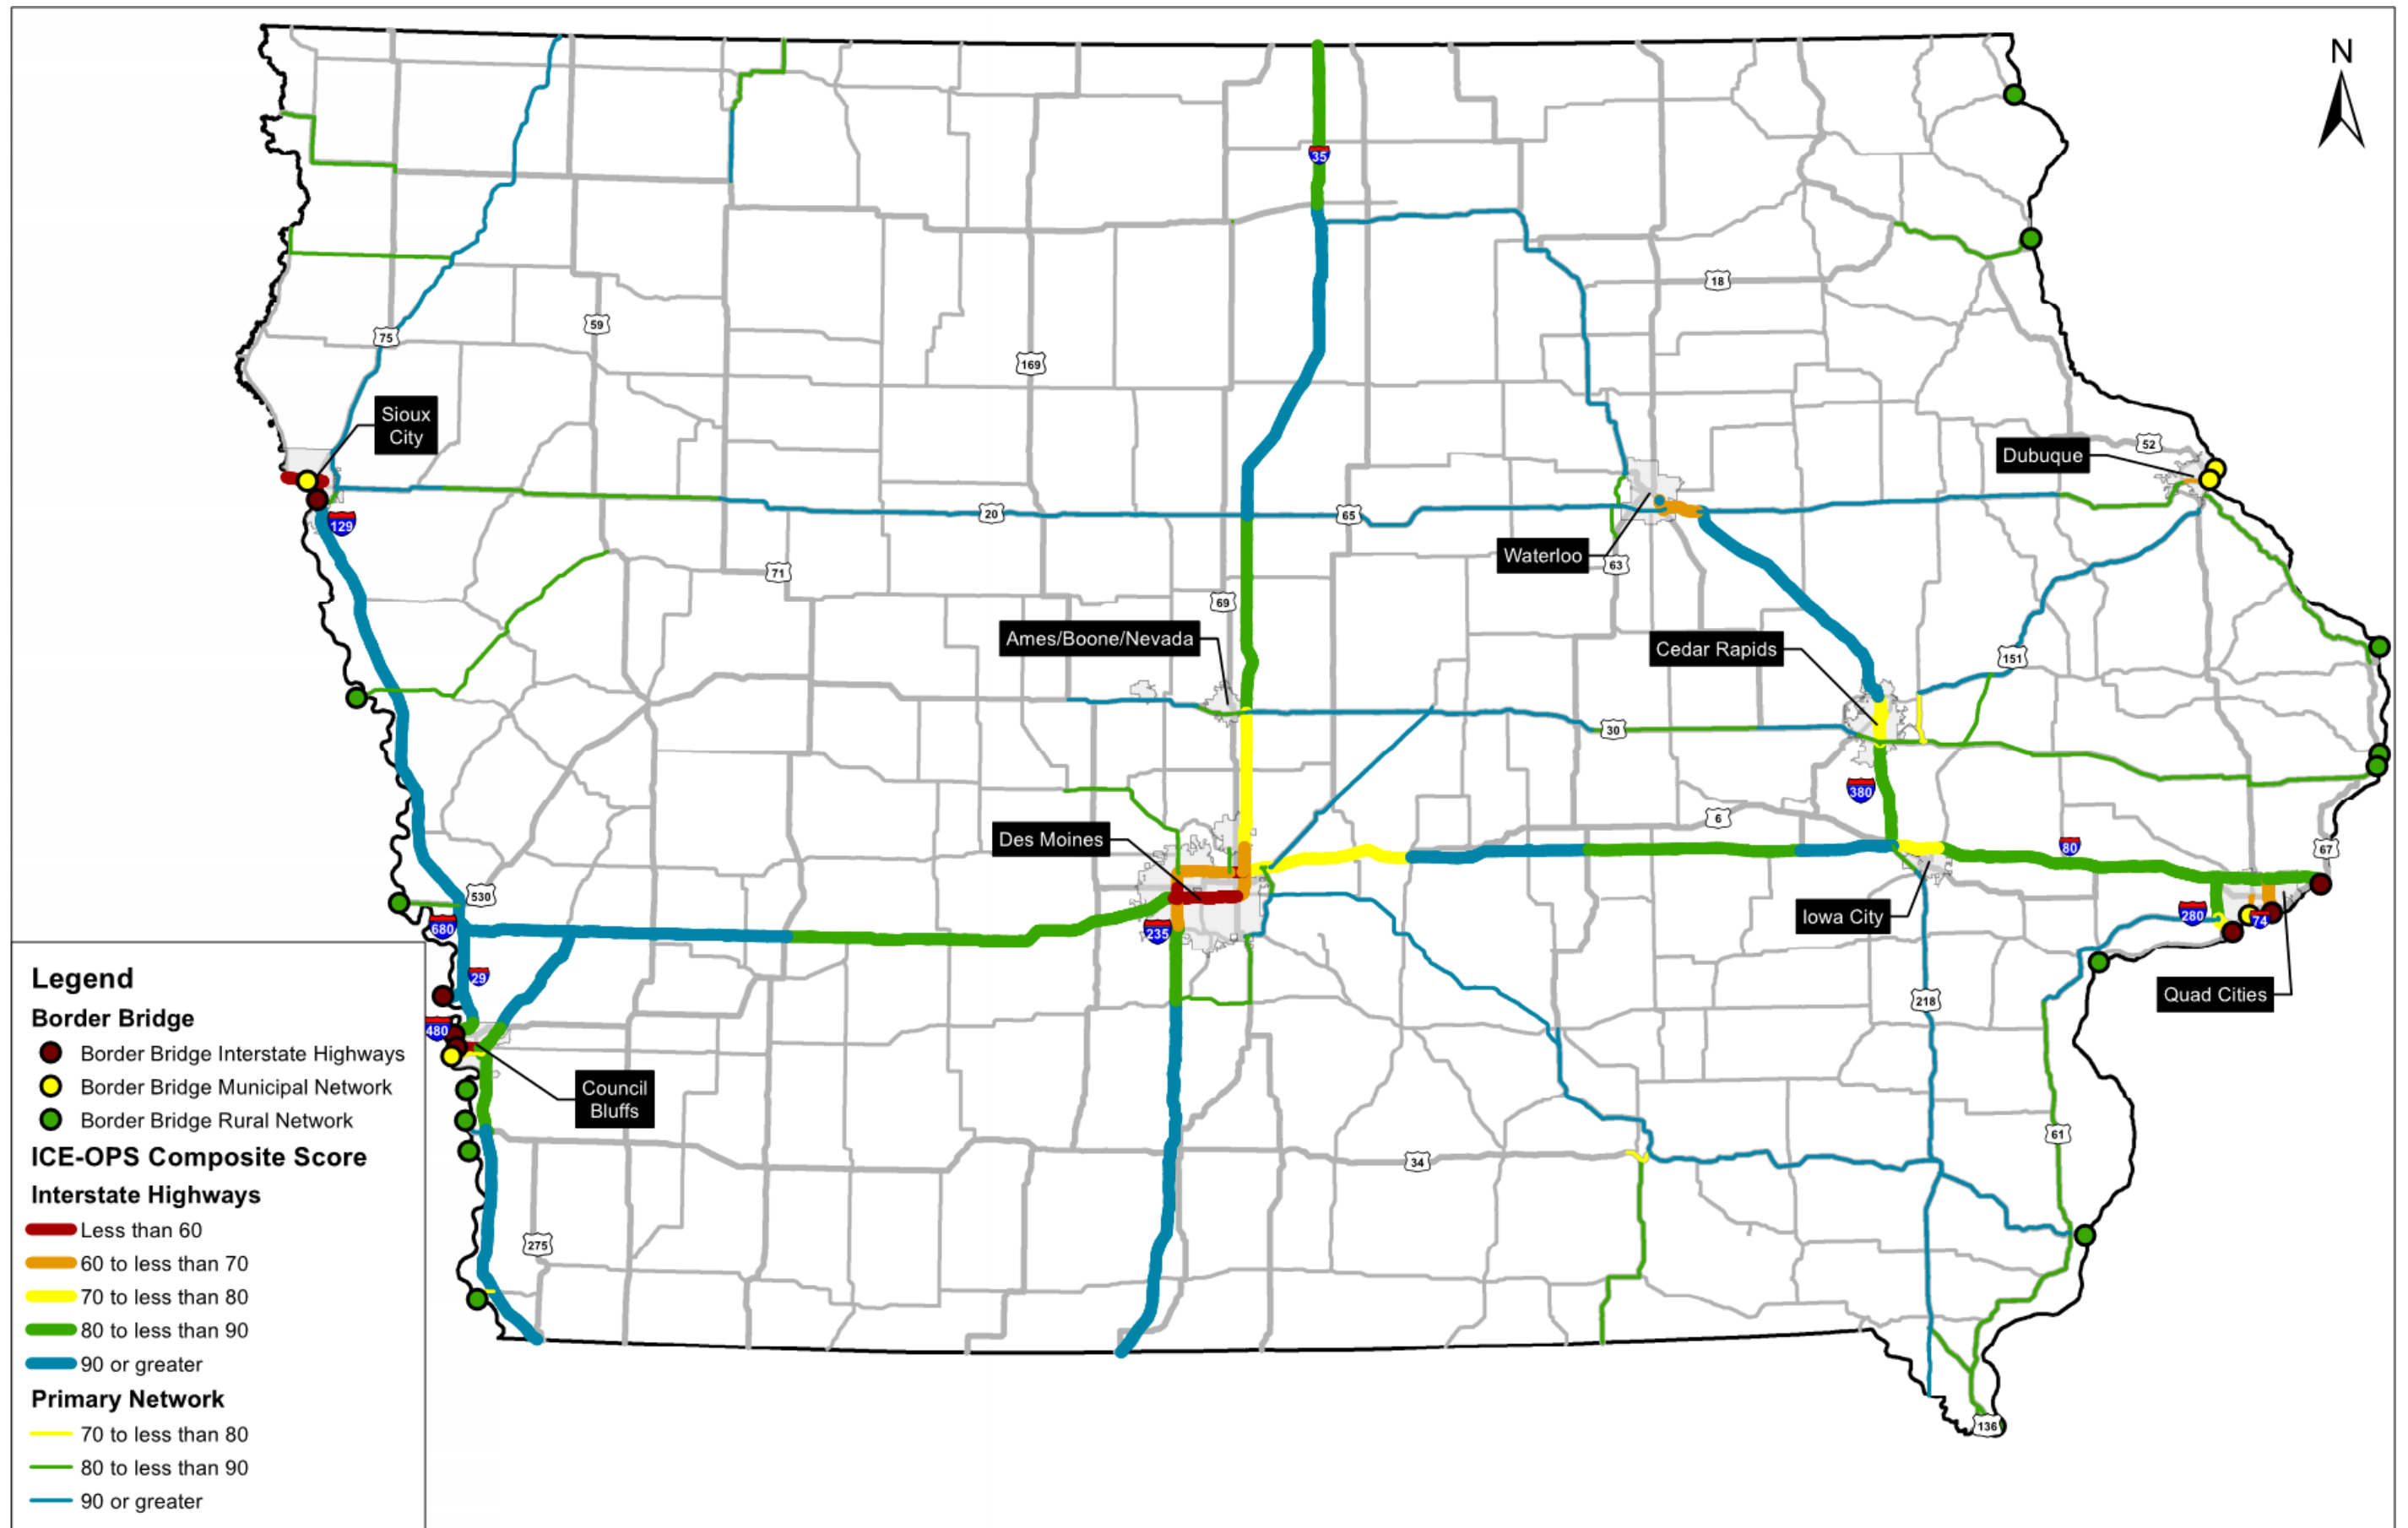 N
35
18
59
75
169
Sioux
City
52
Dubuque
129
20
65
Waterloo
63
71
69
Ames/Boone/Nevada
Cedar Rapids
151
30
380
6
Des Moines
80
67
530
680
235
Iowa City
280
74
29
Quad Cities
218
480
Council
Bluffs
61
34
275
136
Legend
Border Bridge
Border Bridge Interstate Highways
Border Bridge Municipal Network
Border Bridge Rural Network
ICE-OPS Composite Score
Interstate Highways
Less than 60
60 to less than 70
70 to less than 80
80 to less than 90
90 or greater
Primary Network
70 to less than 80
80 to less than 90
90 or greater